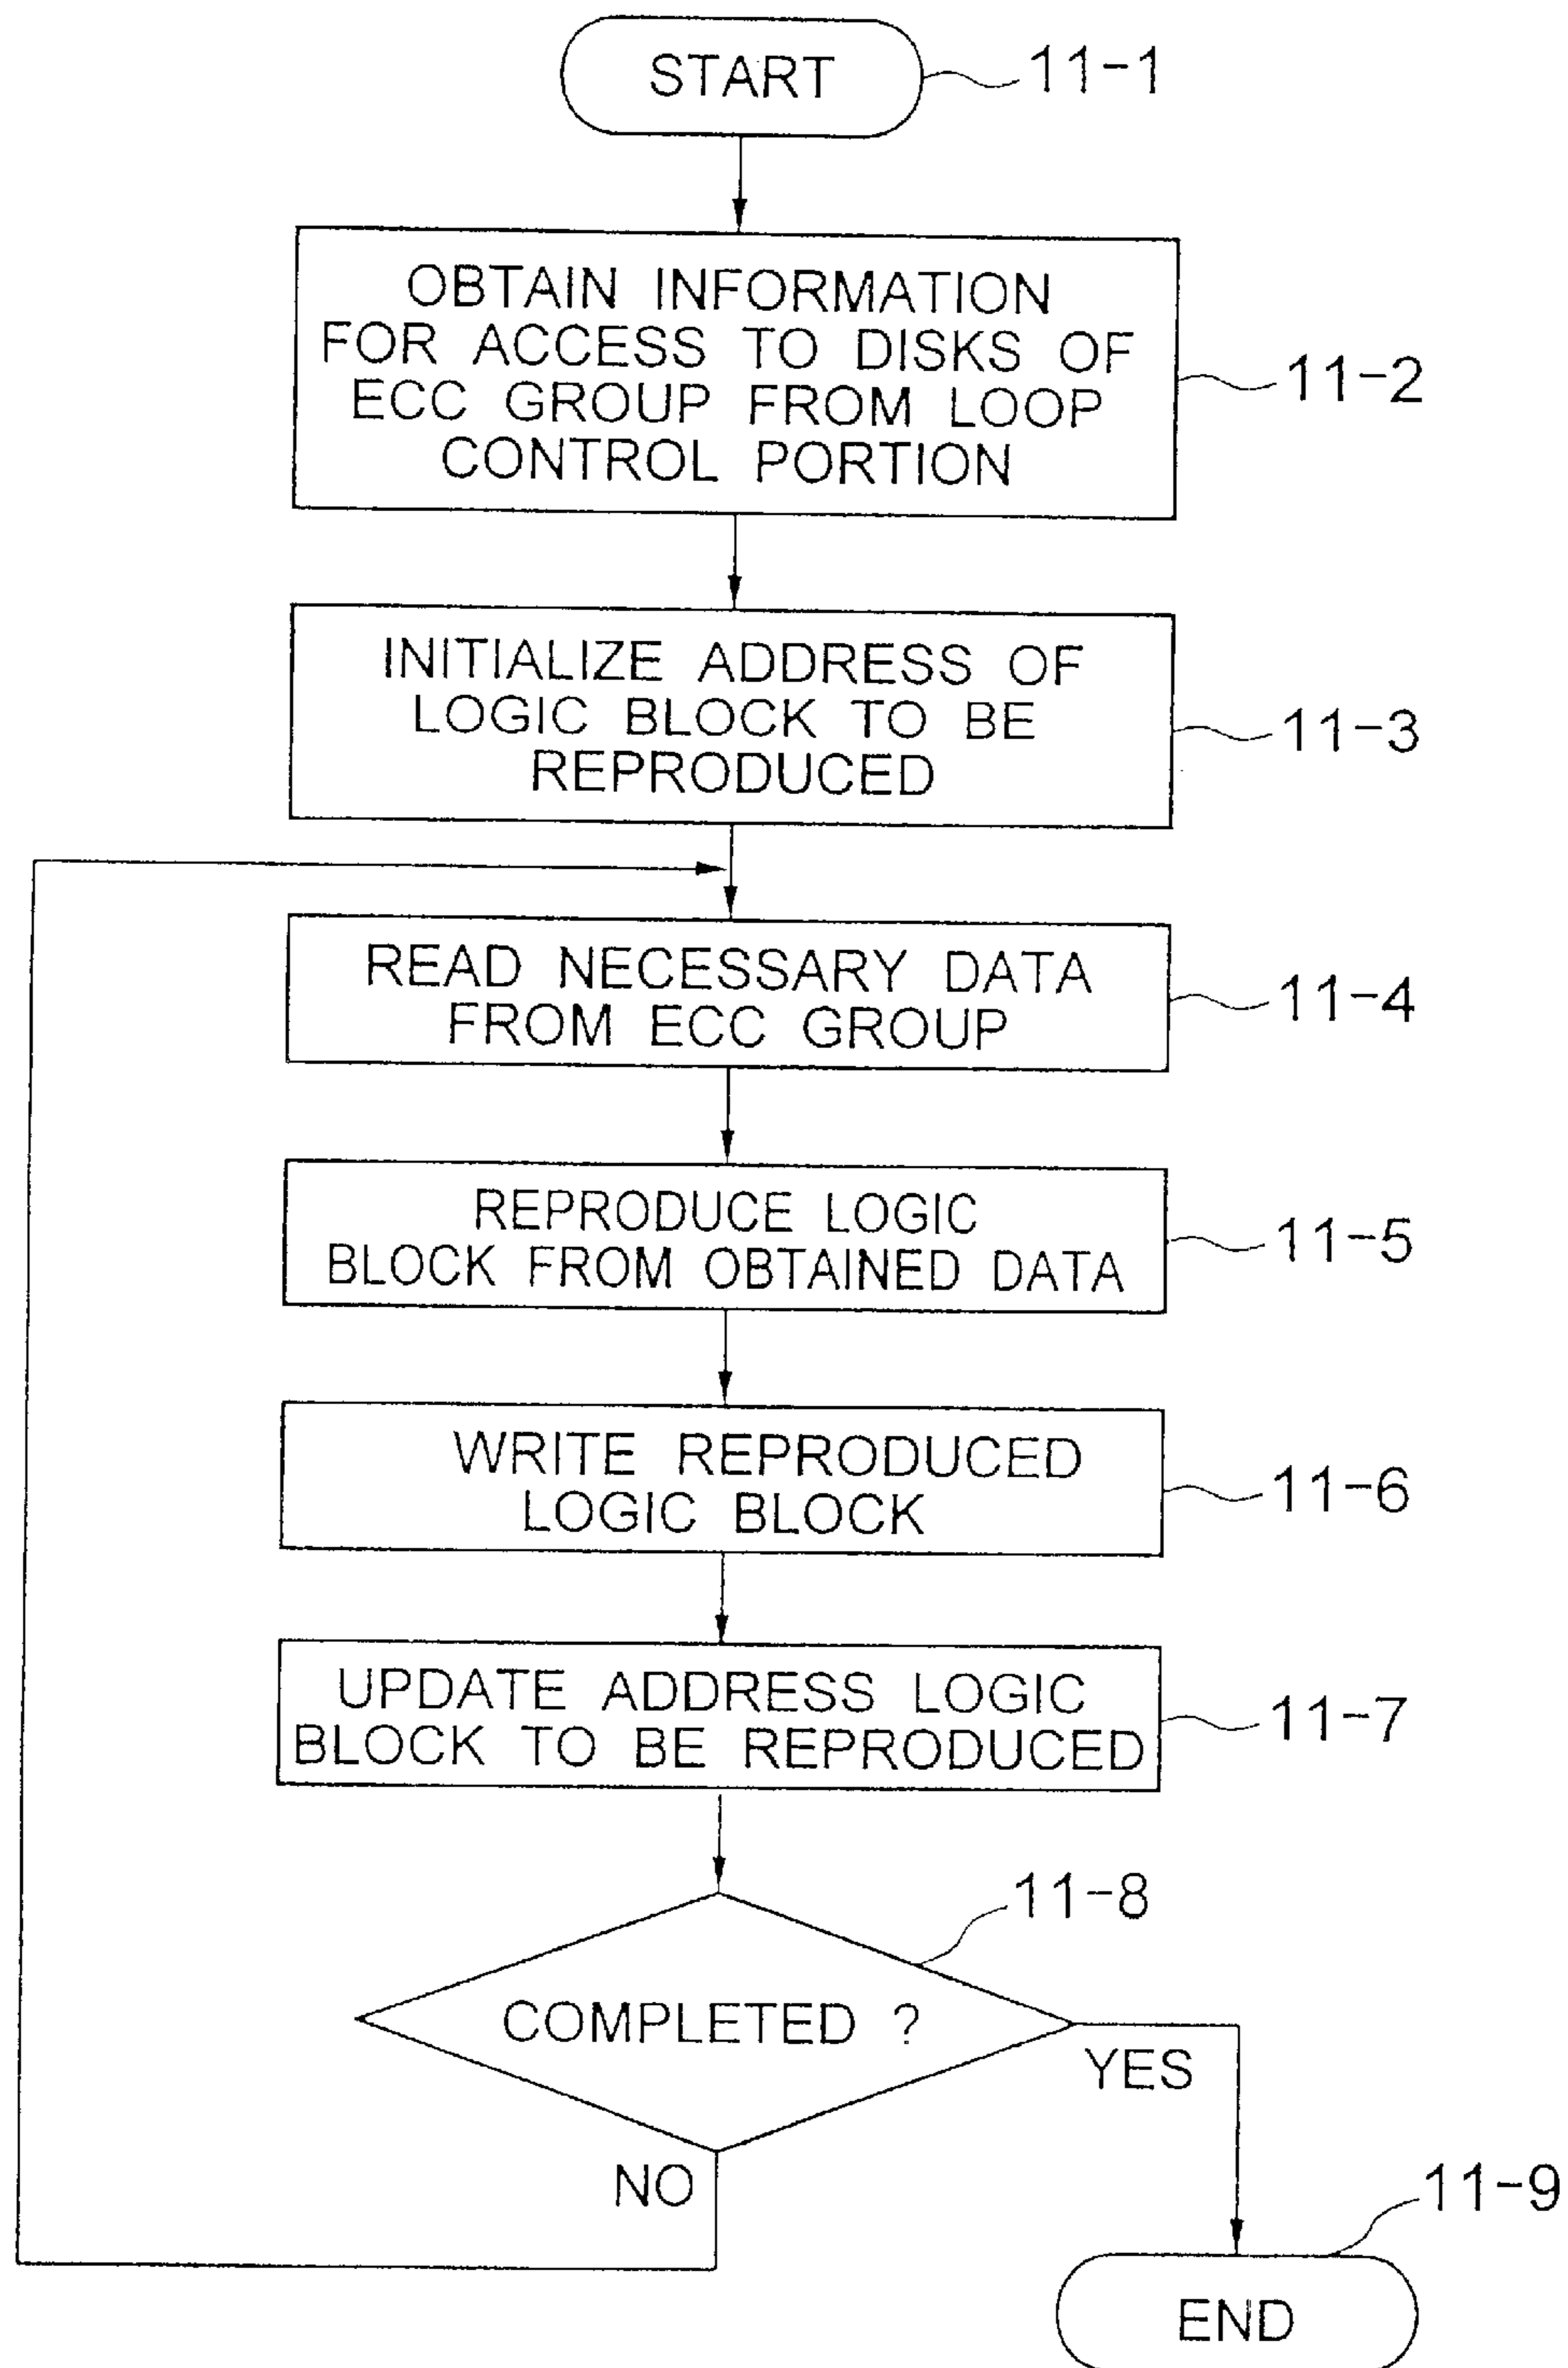 START
11-1
OBTAIN INFORMATION
FOR ACCESS TO DISKS OF
ECC GROUP FROM LOOP
CONTROL PORTION
11-2
INITIALIZE ADDRESS OF
LOGIC BLOCK TO BE
REPRODUCED
11-3
READ NECESSARY DATA
FROM ECC GROUP
11-4
REPRODUCE LOGIC
BLOCK FROM OBTAINED DATA
11-5
WRITE REPRODUCED
LOGIC BLOCK
11-6
UPDATE ADDRESS LOGIC
BLOCK TO BE REPRODUCED
11-7
11-8
COMPLETED ?
YES
NO
11-9
END